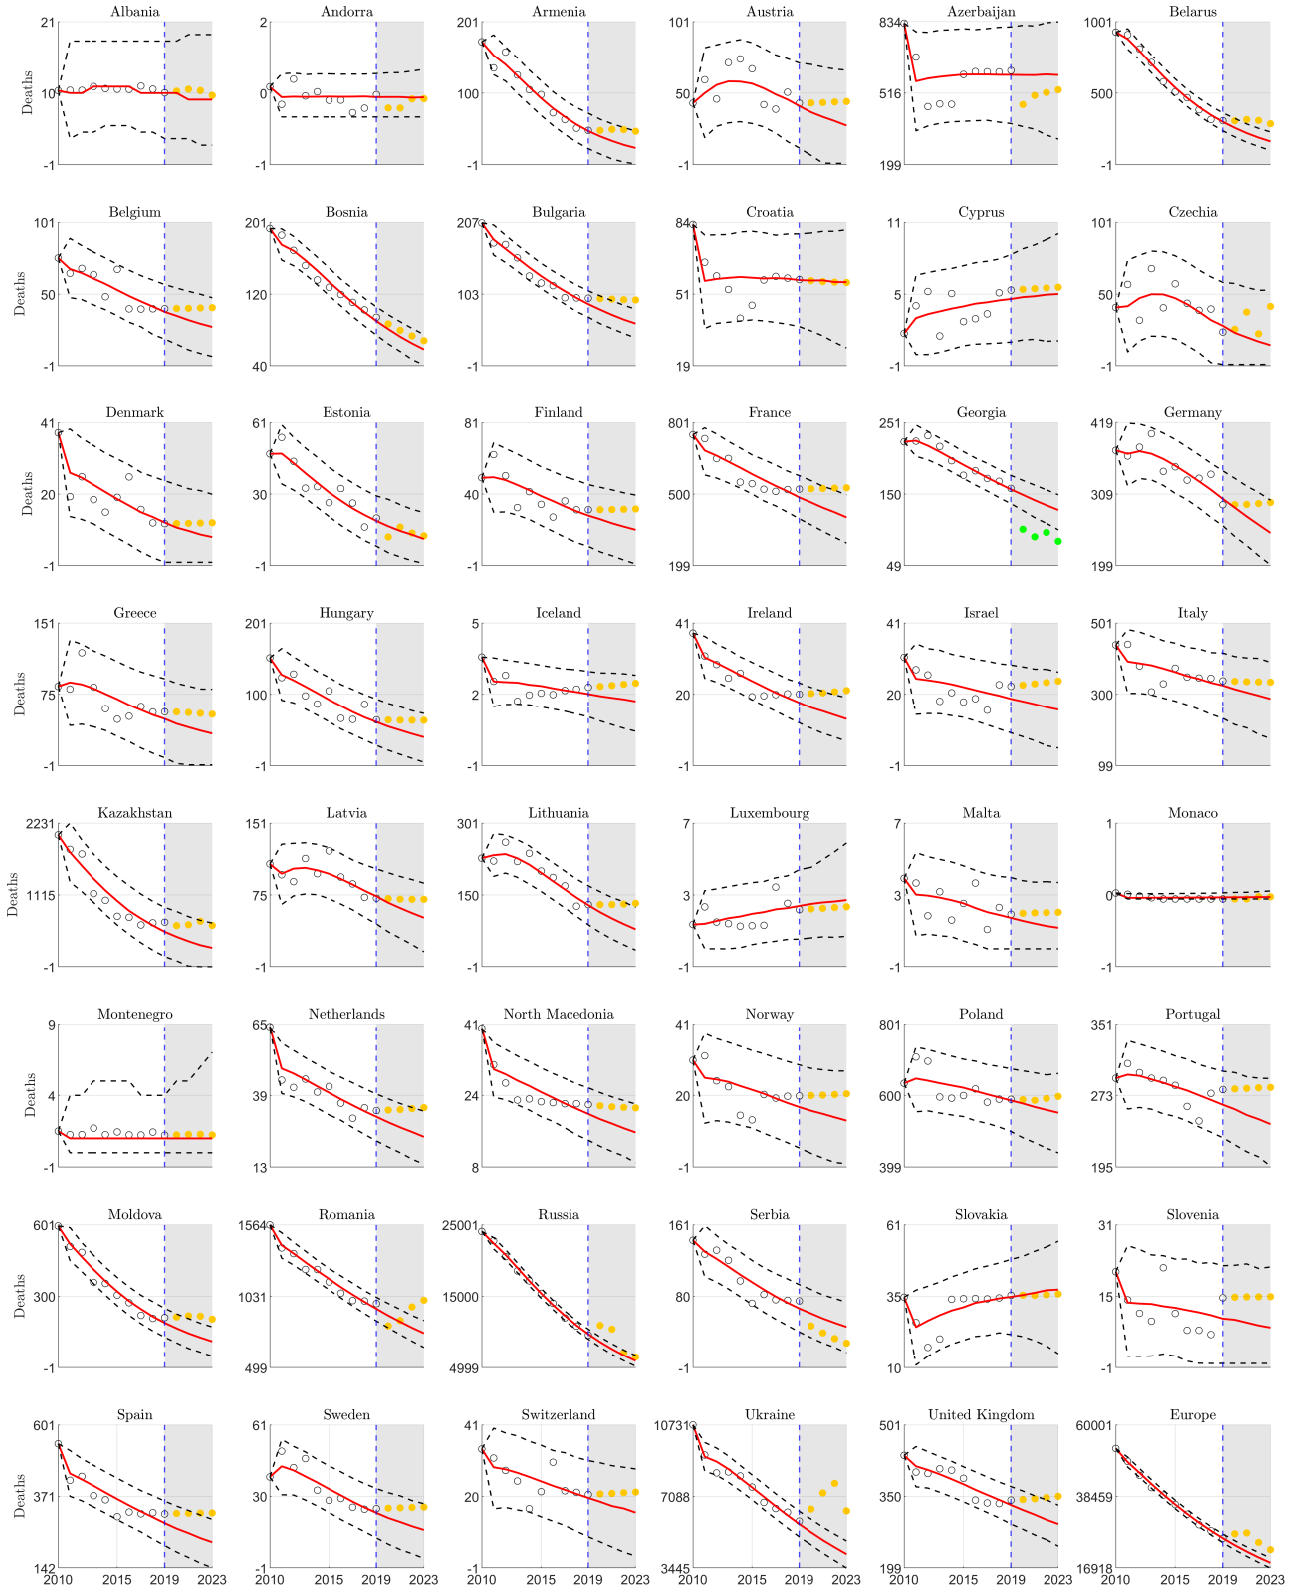 Albania Andorra Armenia Austria Azerbaijan Belarus
21 2 201 101 834 1001
Deaths
10 0 100 50 516 500
-1 -1 -1 -1 199 -1
Belgium Bosnia Bulgaria Croatia Cyprus Czechia
101 201 207 84 11 101
Deaths
50 120 103 51 5 50
-1 40 -1 19 -1 -1
Denmark Estonia Finland France Georgia Germany
41 61 81 801 251 419
Deaths
20 30 40 500 150 309
-1 -1 -1 199 49 199
Greece Hungary Iceland Ireland Israel Italy
151 201 5 41 41 501
Deaths
75 100 2 20 20 300
-1 -1 -1 -1 -1 99
Kazakhstan Latvia Lithuania Luxembourg Malta Monaco
2231 151 301 7 7 1
Deaths
1115 75 150 3 3 0
-1 -1 -1 -1 -1 -1
Montenegro Netherlands North Macedonia Norway Poland Portugal
9 65 41 41 801 351
Deaths
4 39 24 20 600 273
-1 13 8 -1 399 195
Moldova Romania Russia Serbia Slovakia Slovenia
601 1564 25001 161 61 31
Deaths
300 1031 15000 80 35 15
-1 499 4999 -1 10 -1
Spain Sweden Switzerland Ukraine United Kingdom Europe
601 61 41 10731 501 60001
Deaths
371 30 20 7088 350 38459
142 -1 -1 3445 199 16918
2010 2015 2019 2023 2010 2015 2019 2023 2010 2015 2019 2023 2010 2015 2019 2023 2010 2015 2019 2023 2010 2015 2019 2023